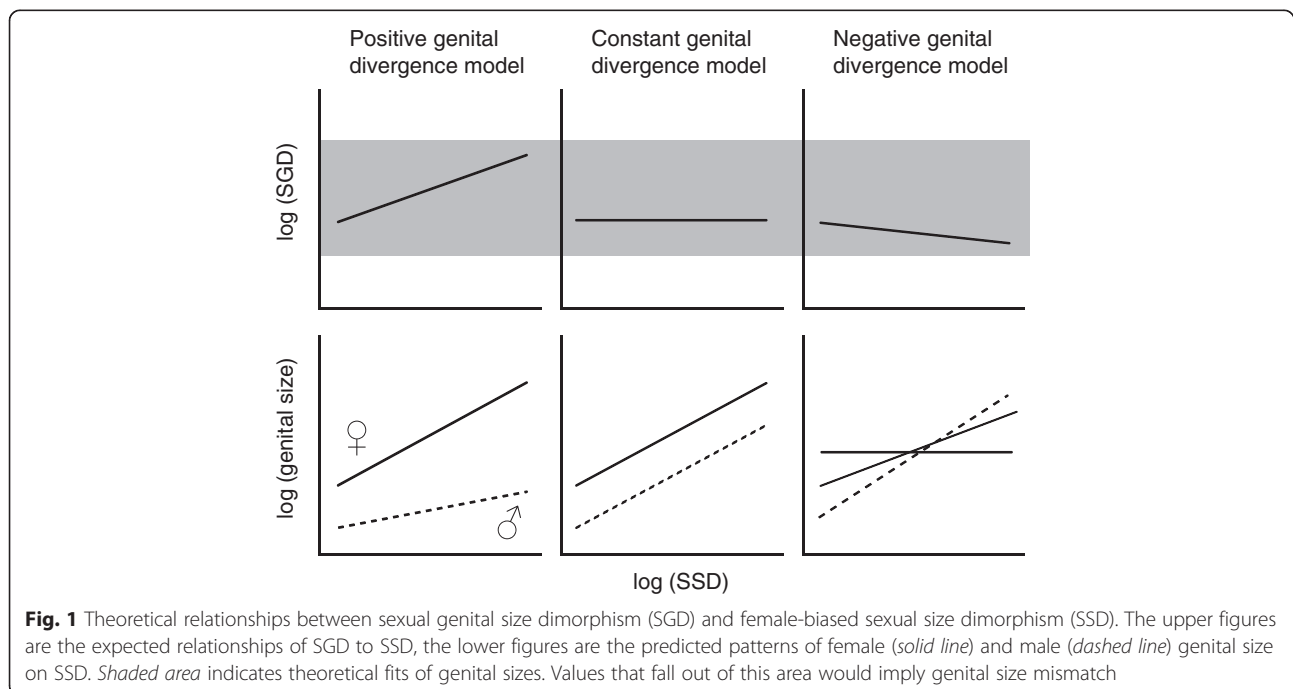 Positive genital
divergence model
Constant genital
divergence model
Negative genital
divergence model
log (SGD)
log (genital size)
♀
♂
log (SSD)
Fig. 1 Theoretical relationships between sexual genital size dimorphism (SGD) and female-biased sexual size dimorphism (SSD). The upper figures
are the expected relationships of SGD to SSD, the lower figures are the predicted patterns of female (solid line) and male (dashed line) genital size
on SSD. Shaded area indicates theoretical fits of genital sizes. Values that fall out of this area would imply genital size mismatch